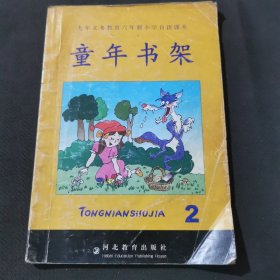 九年义务教育六年制小学自读课本
童年书架
TONGNIANSHUJIA
2
河北教育出版社
Hebei Education Publishing House